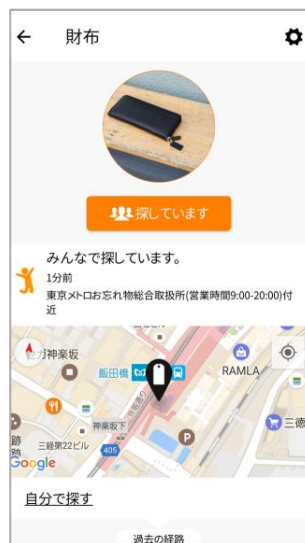 財布
探しています
みんなで探しています。
1分前
東京メトロお忘れ物総合取扱所(営業時間9:00-20:00)付
近
神楽坂
飯田橋
RAMLA
神楽坂下
三経第22ビル
405
三徳
P
跡
Google
自分で探す
過去の経路